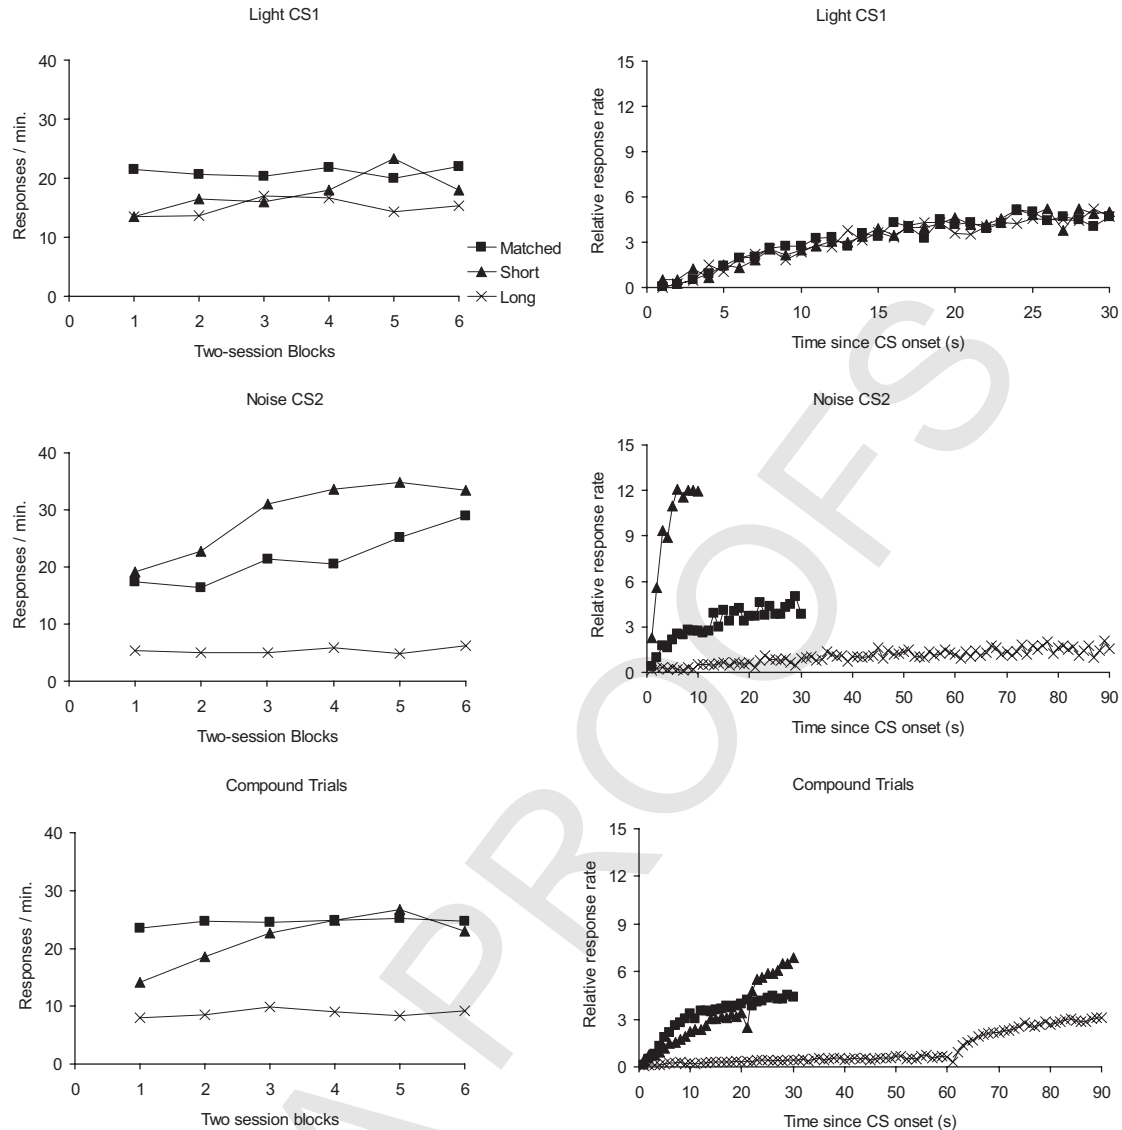 Light CS1
40
30
20
10
0
Responses / min.
0 1 2 3 4 5 6
Two-session Blocks
Matched
Short
Long
Light CS1
15
12
9
6
3
0
Relative response rate
0 5 10 15 20 25 30
Time since CS onset (s)
Noise CS2
40
30
20
10
0
Responses / min.
0 1 2 3 4 5 6
Two-session Blocks
Noise CS2
15
12
9
6
3
0
Relative response rate
0 10 20 30 40 50 60 70 80 90
Time since CS onset (s)
Compound Trials
40
30
20
10
0
Responses / min.
0 1 2 3 4 5 6
Two session blocks
Compound Trials
15
12
9
6
3
0
Relative response rate
0 10 20 30 40 50 60 70 80 90
Time since CS onset (s)
A PROOFS